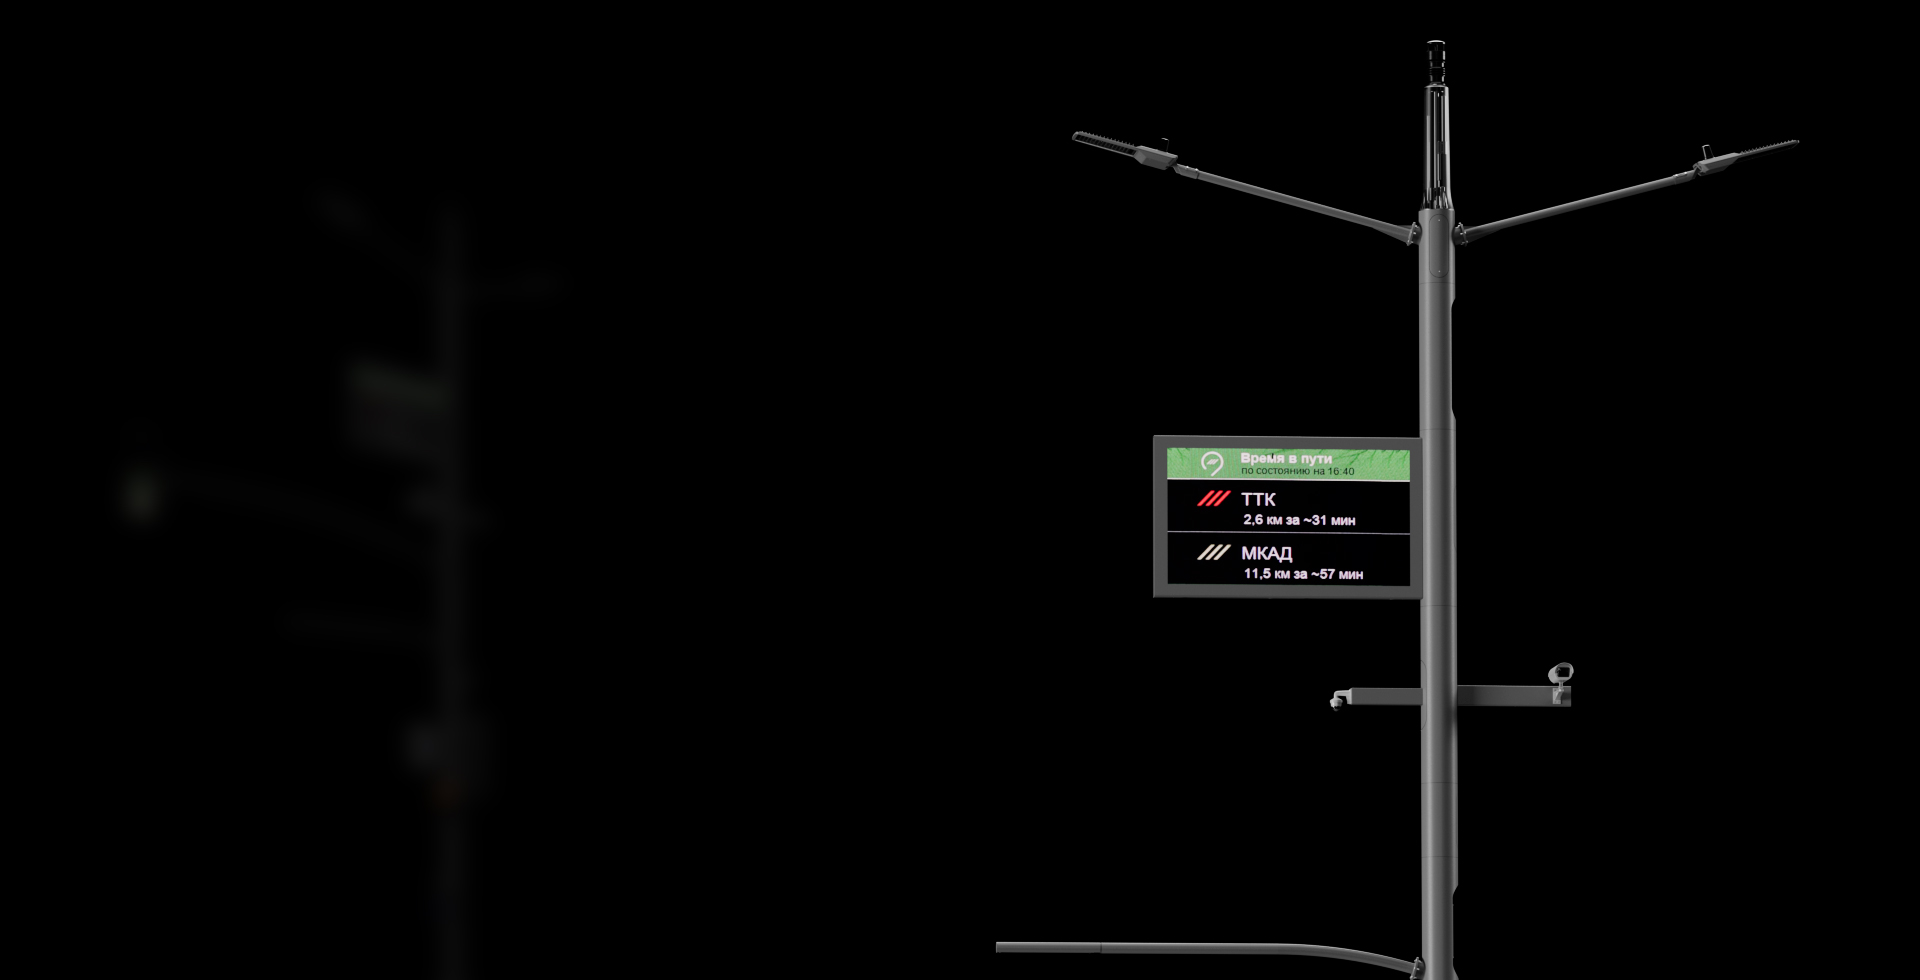 Время в пути
по состоянию на 16:40
ТТК
2,6 км за ~31 мин
МКАД
11,5 км за ~57 мин